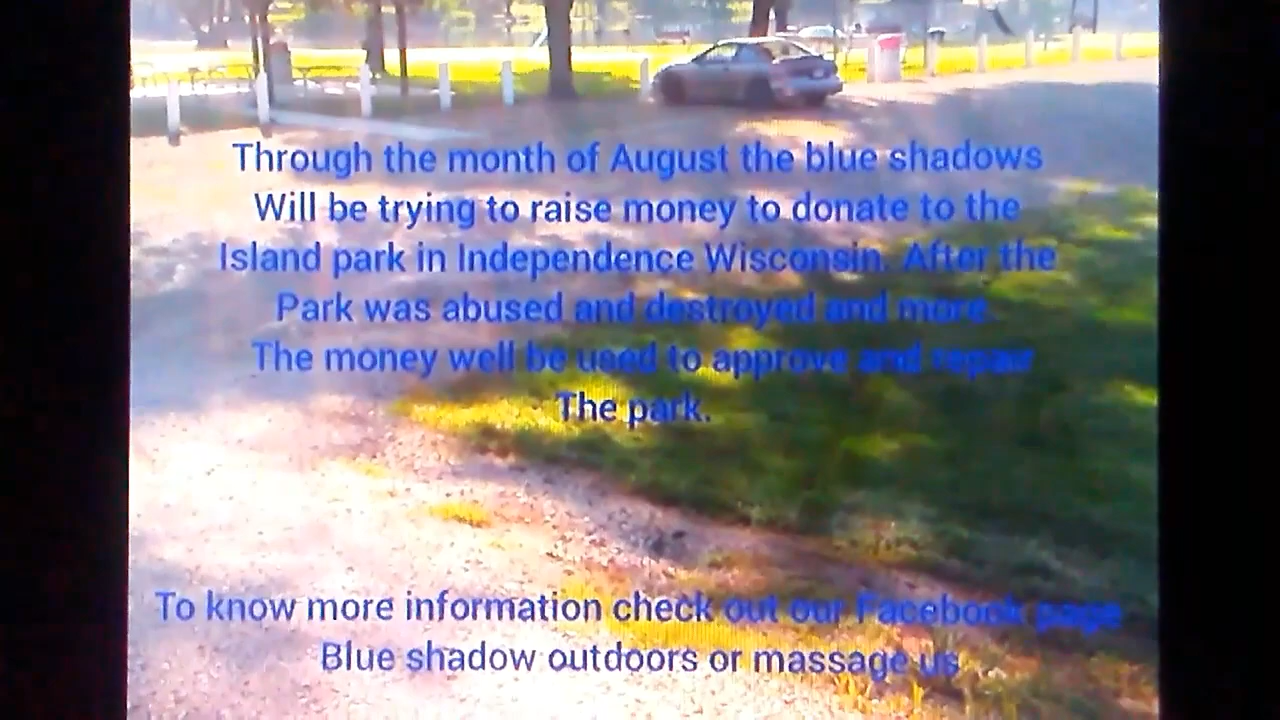 Through the month of August the blue shadows
Will be trying to raise money to donate to the
Island park in Independence Wisconsin. After the
Park was abused and destroyed and more.
The money well be used to approve and repair
The park.
To know more information check out our Facebook page
Blue shadow outdoors or massage us